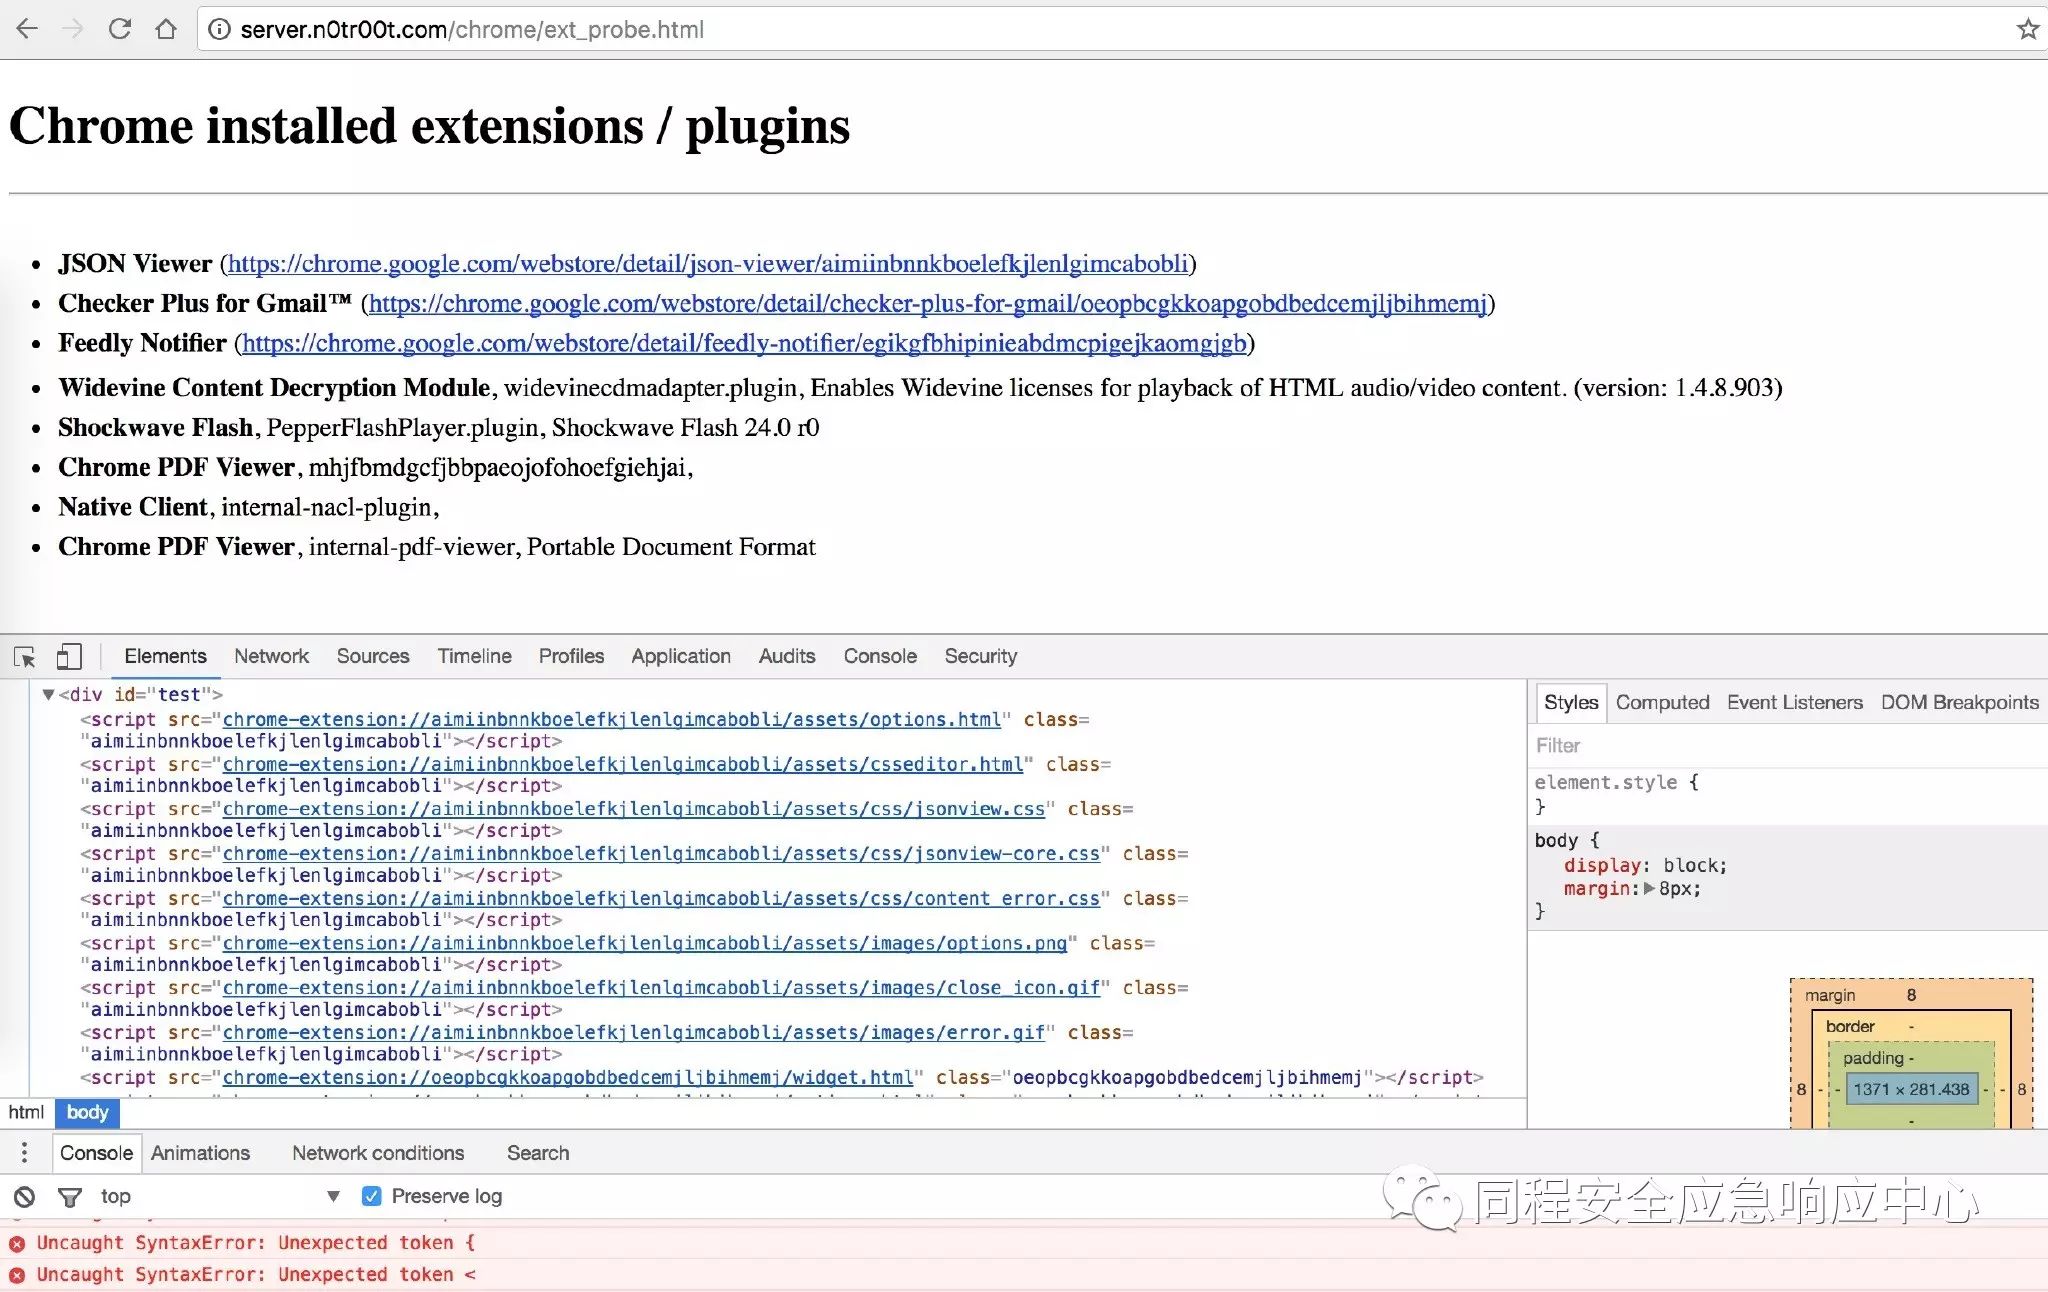 server.n0tr00t.com/chrome/ext_probe.html
Chrome installed extensions / plugins
• JSON Viewer (https://chrome.google.com/webstore/detail/json-viewer/aimiinbnnkboelefkjlenlgimcabobli)
• Checker Plus for Gmail™ (https://chrome.google.com/webstore/detail/checker-plus-for-gmail/oeopbcgkkoapgobdbedcemjljbihmemj)
• Feedly Notifier (https://chrome.google.com/webstore/detail/feedly-notifier/egikgfbhipinieabdmcpigejkaomgjgb)
• Widevine Content Decryption Module, widevinecdmadapter.plugin, Enables Widevine licenses for playback of HTML audio/video content. (version: 1.4.8.903)
• Shockwave Flash, PepperFlashPlayer.plugin, Shockwave Flash 24.0 r0
• Chrome PDF Viewer, mhjfbmdgcfjbbpaeojofohoefgiehjai,
• Native Client, internal-nacl-plugin,
• Chrome PDF Viewer, internal-pdf-viewer, Portable Document Format
Elements Network Sources Timeline Profiles Application Audits Console Security
▼<div id="test">
<script src="chrome-extension://aimiinbnnkboelefkjlenlgimcabobli/assets/options.html" class=
"aimiinbnnkboelefkjlenlgimcabobli"></script>
<script src="chrome-extension://aimiinbnnkboelefkjlenlgimcabobli/assets/csseditor.html" class=
"aimiinbnnkboelefkjlenlgimcabobli"></script>
<script src="chrome-extension://aimiinbnnkboelefkjlenlgimcabobli/assets/css/jsonview.css" class=
"aimiinbnnkboelefkjlenlgimcabobli"></script>
<script src="chrome-extension://aimiinbnnkboelefkjlenlgimcabobli/assets/css/jsonview-core.css" class=
"aimiinbnnkboelefkjlenlgimcabobli"></script>
<script src="chrome-extension://aimiinbnnkboelefkjlenlgimcabobli/assets/css/content_error.css" class=
"aimiinbnnkboelefkjlenlgimcabobli"></script>
<script src="chrome-extension://aimiinbnnkboelefkjlenlgimcabobli/assets/images/options.png" class=
"aimiinbnnkboelefkjlenlgimcabobli"></script>
<script src="chrome-extension://aimiinbnnkboelefkjlenlgimcabobli/assets/images/close_icon.gif" class=
"aimiinbnnkboelefkjlenlgimcabobli"></script>
<script src="chrome-extension://aimiinbnnkboelefkjlenlgimcabobli/assets/images/error.gif" class=
"aimiinbnnkboelefkjlenlgimcabobli"></script>
<script src="chrome-extension://oeopbcgkkoapgobdbedcemjljbihmemj/widget.html" class="oeopbcgkkoapgobdbedcemjljbihmemj"></script>
html body
Styles Computed Event Listeners DOM Breakpoints
Filter
element.style {
}
body {
display: block;
margin:▶8px;
}
margin 8
border -
padding -
8 - - 1371 × 281.438 - - 8
-
Console Animations Network conditions Search
top ▼ Preserve log
Uncaught SyntaxError: Unexpected token {
Uncaught SyntaxError: Unexpected token <
同程安全应急响应中心